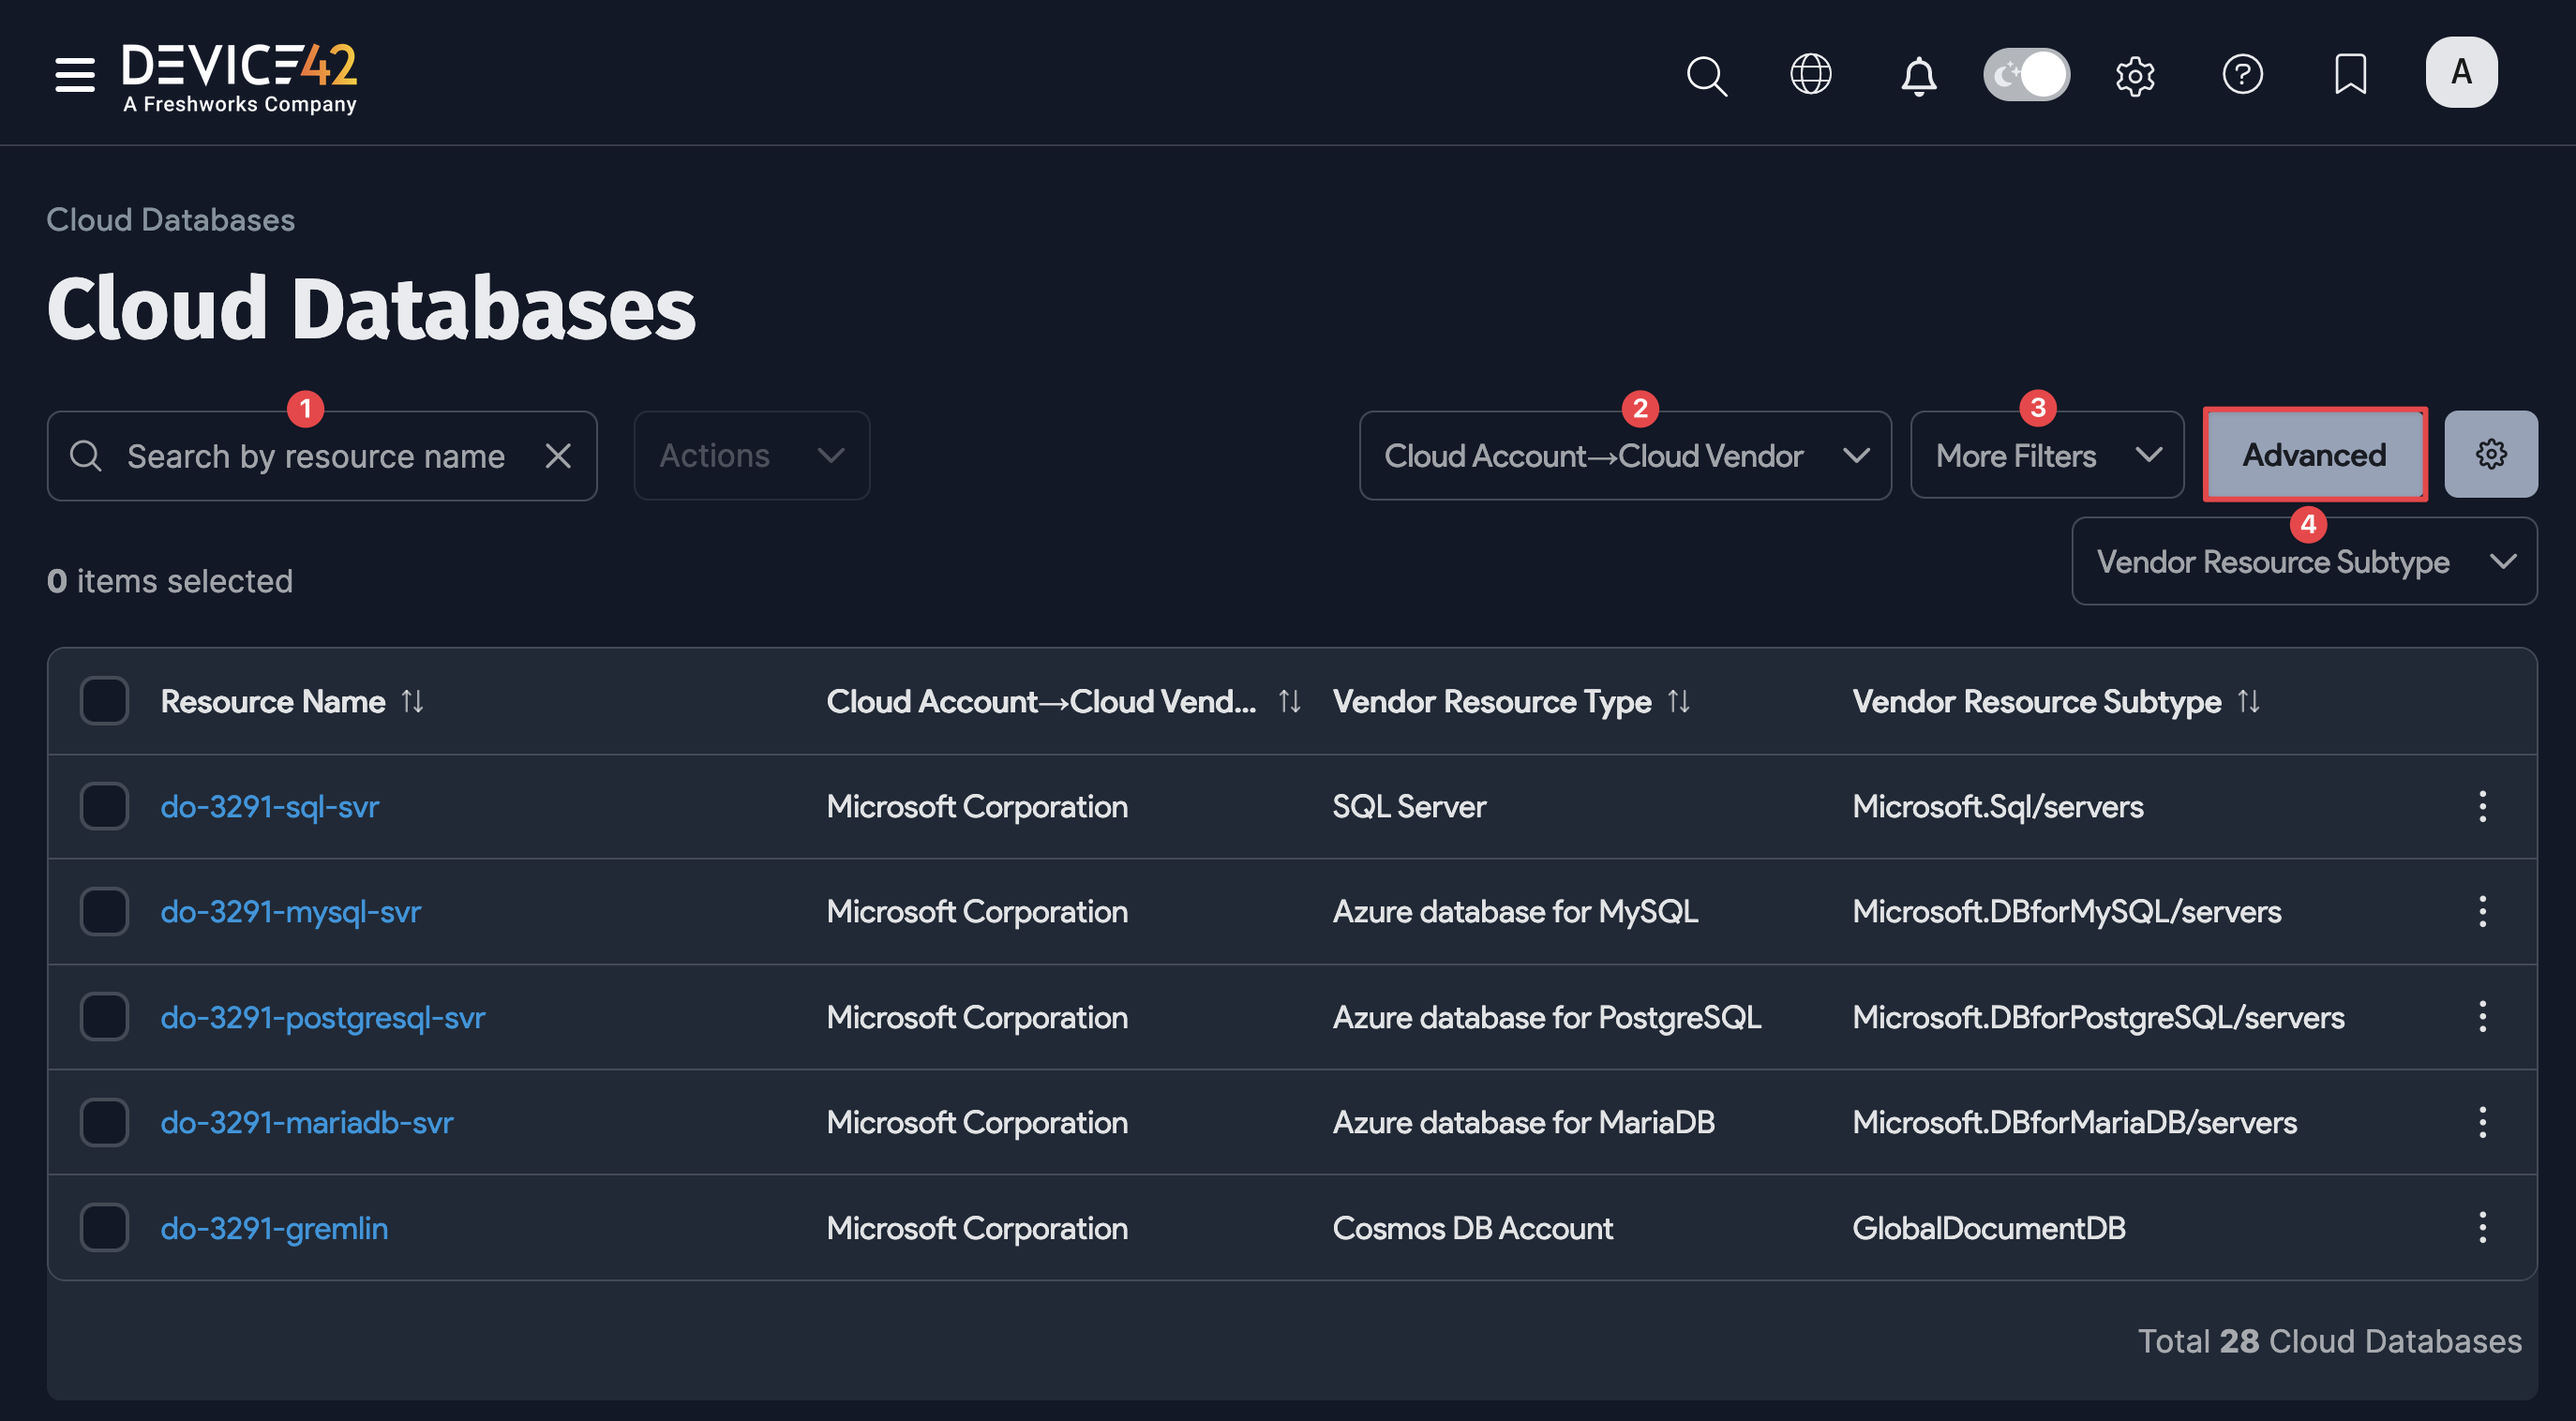 DEVICE42
A Freshworks Company
A
Cloud Databases
Cloud Databases
1
2
3
Search by resource name
Actions
Cloud Account→Cloud Vendor
More Filters
Advanced
4
Vendor Resource Subtype
0 items selected
Resource Name Cloud Account→Cloud Vend... Vendor Resource Type Vendor Resource Subtype
do-3291-sql-svr Microsoft Corporation SQL Server Microsoft.Sql/servers
do-3291-mysql-svr Microsoft Corporation Azure database for MySQL Microsoft.DBforMySQL/servers
do-3291-postgresql-svr Microsoft Corporation Azure database for PostgreSQL Microsoft.DBforPostgreSQL/servers
do-3291-mariadb-svr Microsoft Corporation Azure database for MariaDB Microsoft.DBforMariaDB/servers
do-3291-gremlin Microsoft Corporation Cosmos DB Account GlobalDocumentDB
Total 28 Cloud Databases